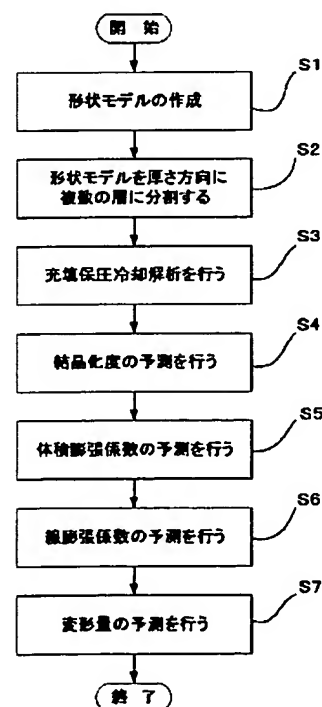 開 始
S1
形状モデルの作成
S2
形状モデルを厚さ方向に
複数の層に分割する
S3
充填保圧冷却解析を行う
S4
結晶化度の予測を行う
S5
体積膨張係数の予測を行う
S6
線膨張係数の予測を行う
S7
変形量の予測を行う
終 了